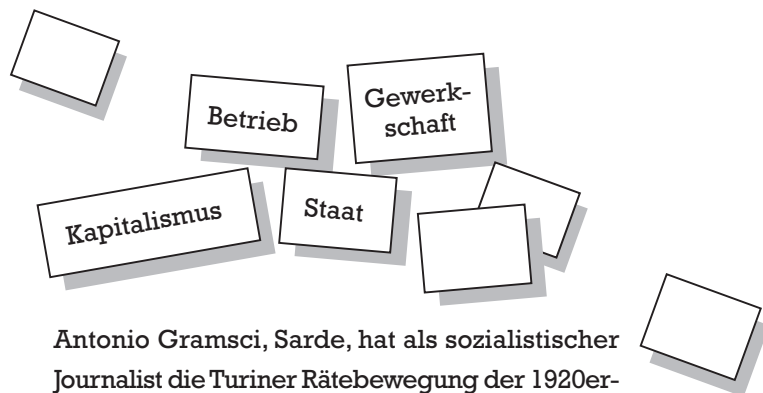 Betrieb
Gewerk-
schaft
Kapitalismus
Staat
Antonio Gramsci, Sarde, hat als sozialistischer
Journalist die Turiner Rätebewegung der 1920er-